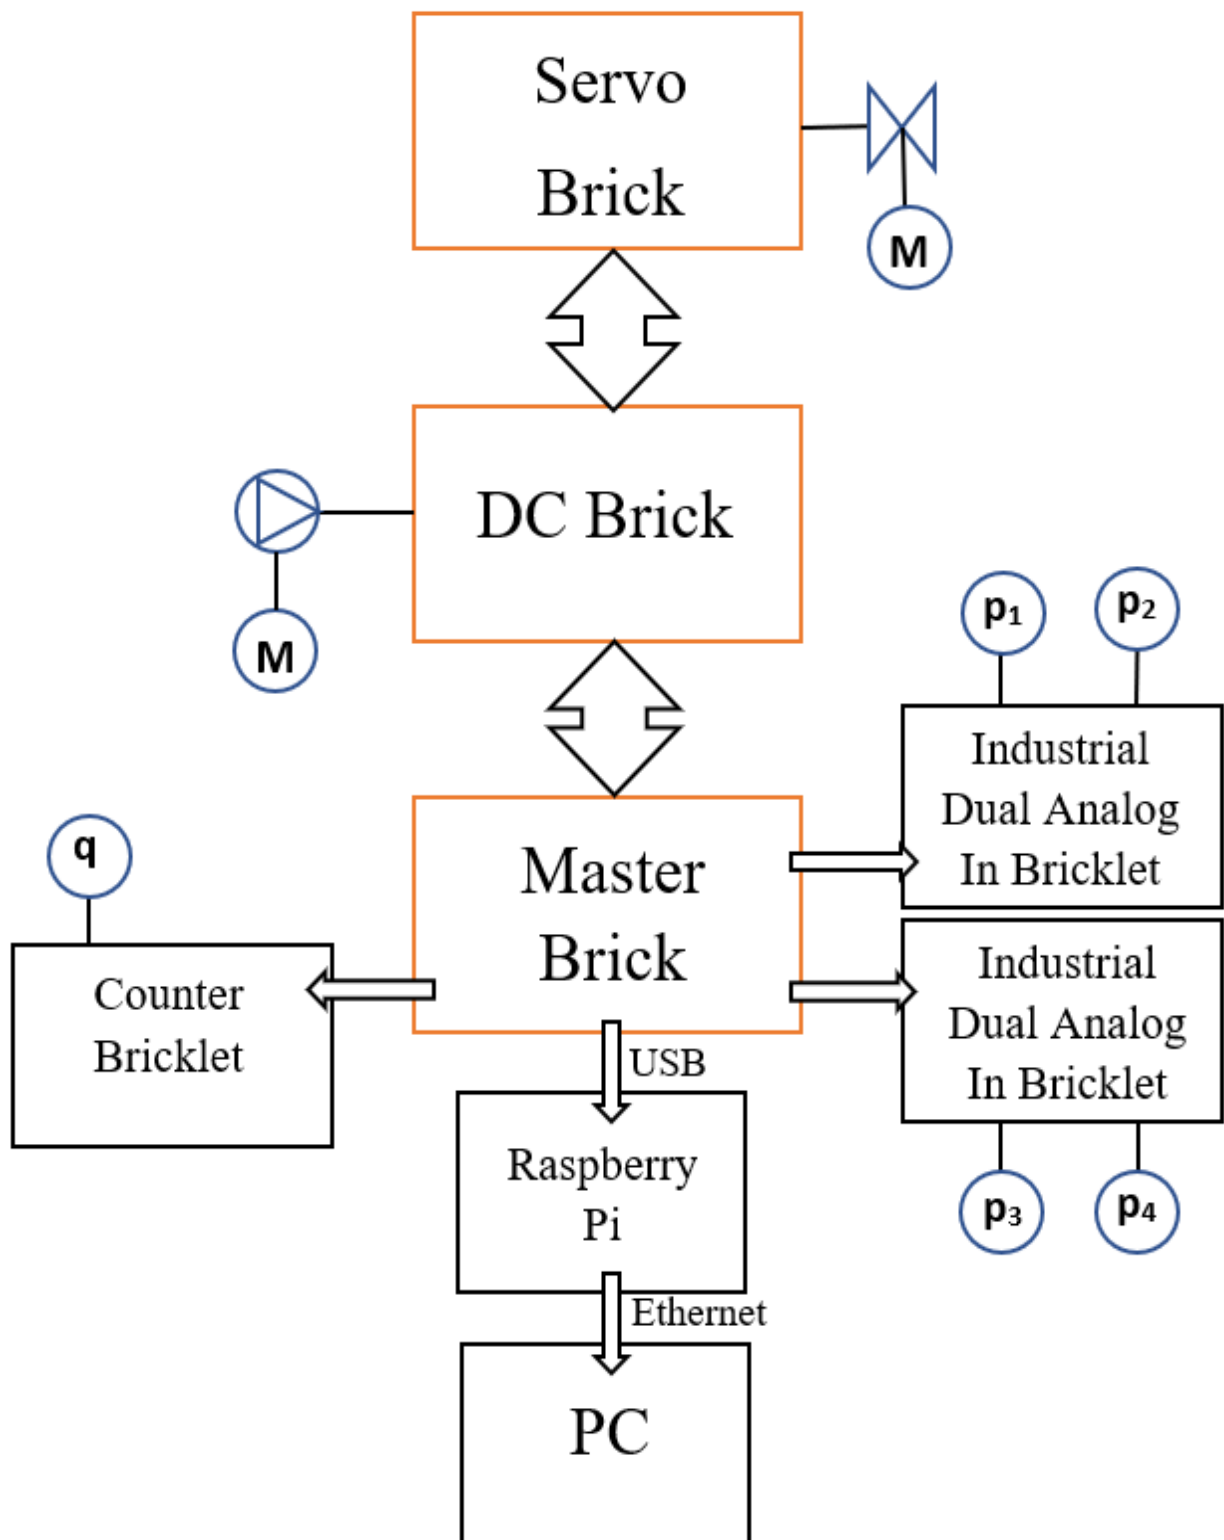 Servo
Brick
M
DC Brick
M
p₁
p₂
Industrial
Dual Analog
In Bricklet
q
Master
Brick
Counter
Bricklet
Industrial
Dual Analog
In Bricklet
USB
p₃
p₄
Raspberry
Pi
Ethernet
PC